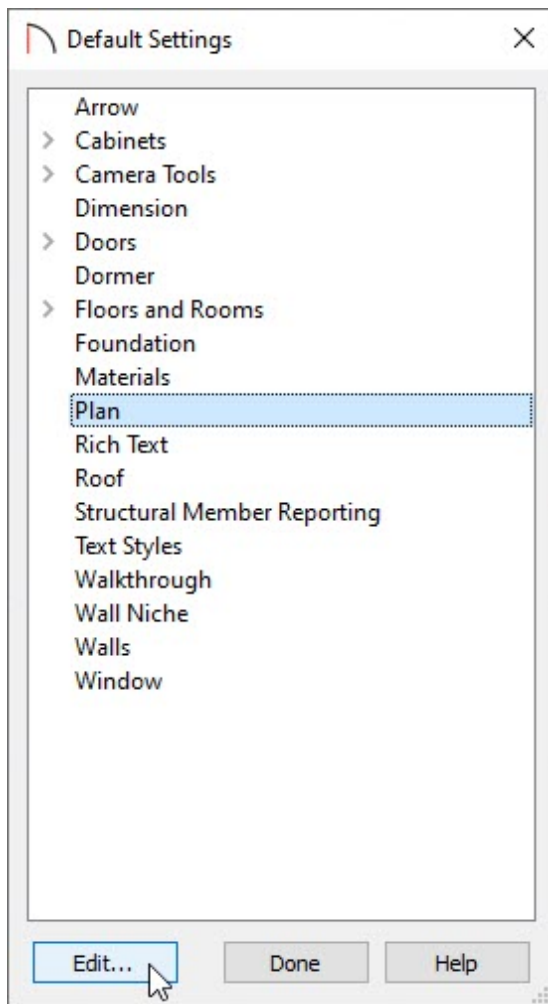 Default Settings
Arrow
Cabinets
Camera Tools
Dimension
Doors
Dormer
Floors and Rooms
Foundation
Materials
Plan
Rich Text
Roof
Structural Member Reporting
Text Styles
Walkthrough
Wall Niche
Walls
Window
Edit... Done Help